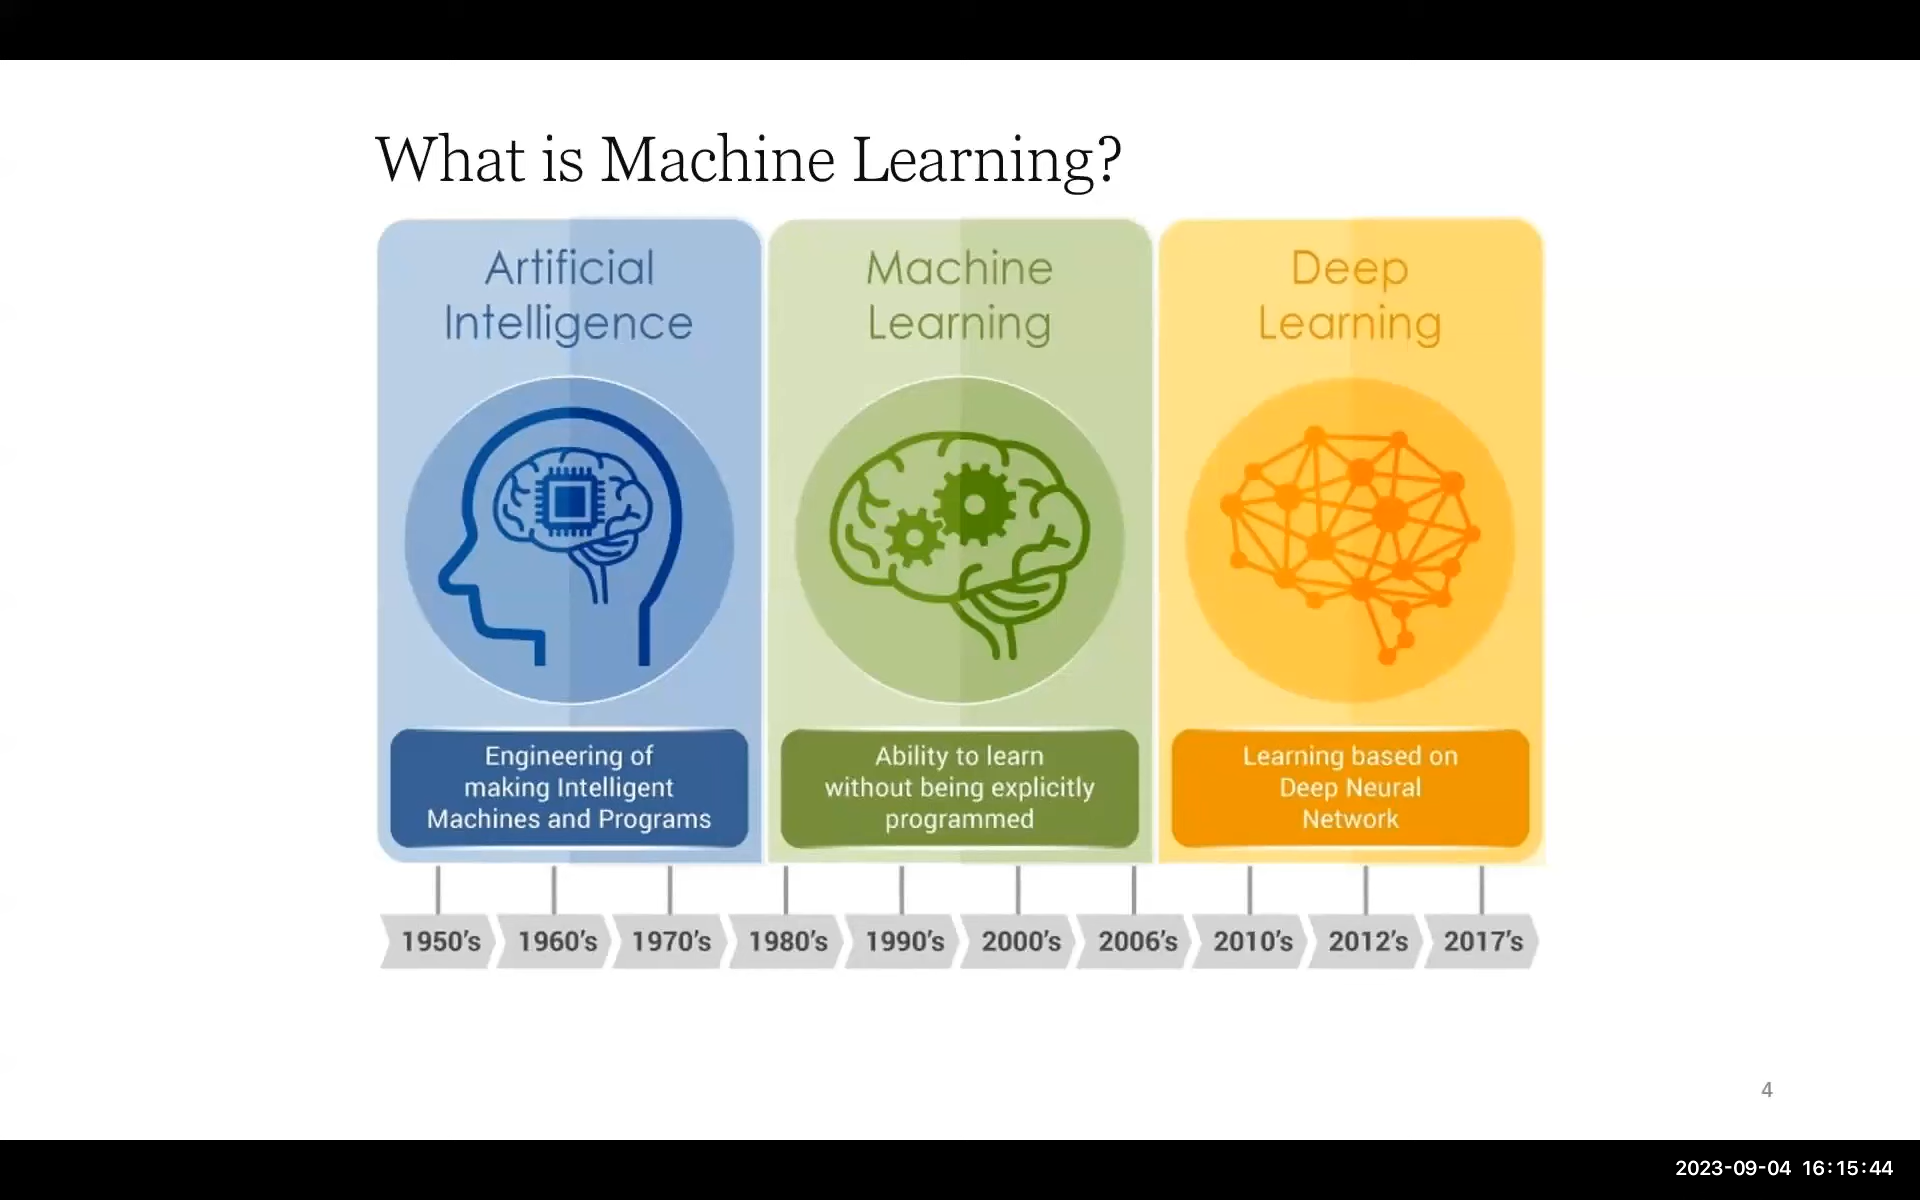 What is Machine Learning?
Artificial
Intelligence
Engineering of
making Intelligent
Machines and Programs
Machine
Learning
Ability to learn
without being explicitly
programmed
Deep
Learning
Learning based on
Deep Neural
Network
1950's 1960's 1970's 1980's 1990's 2000's 2006's 2010's 2012's 2017's
4
2023-09-04 16:15:44